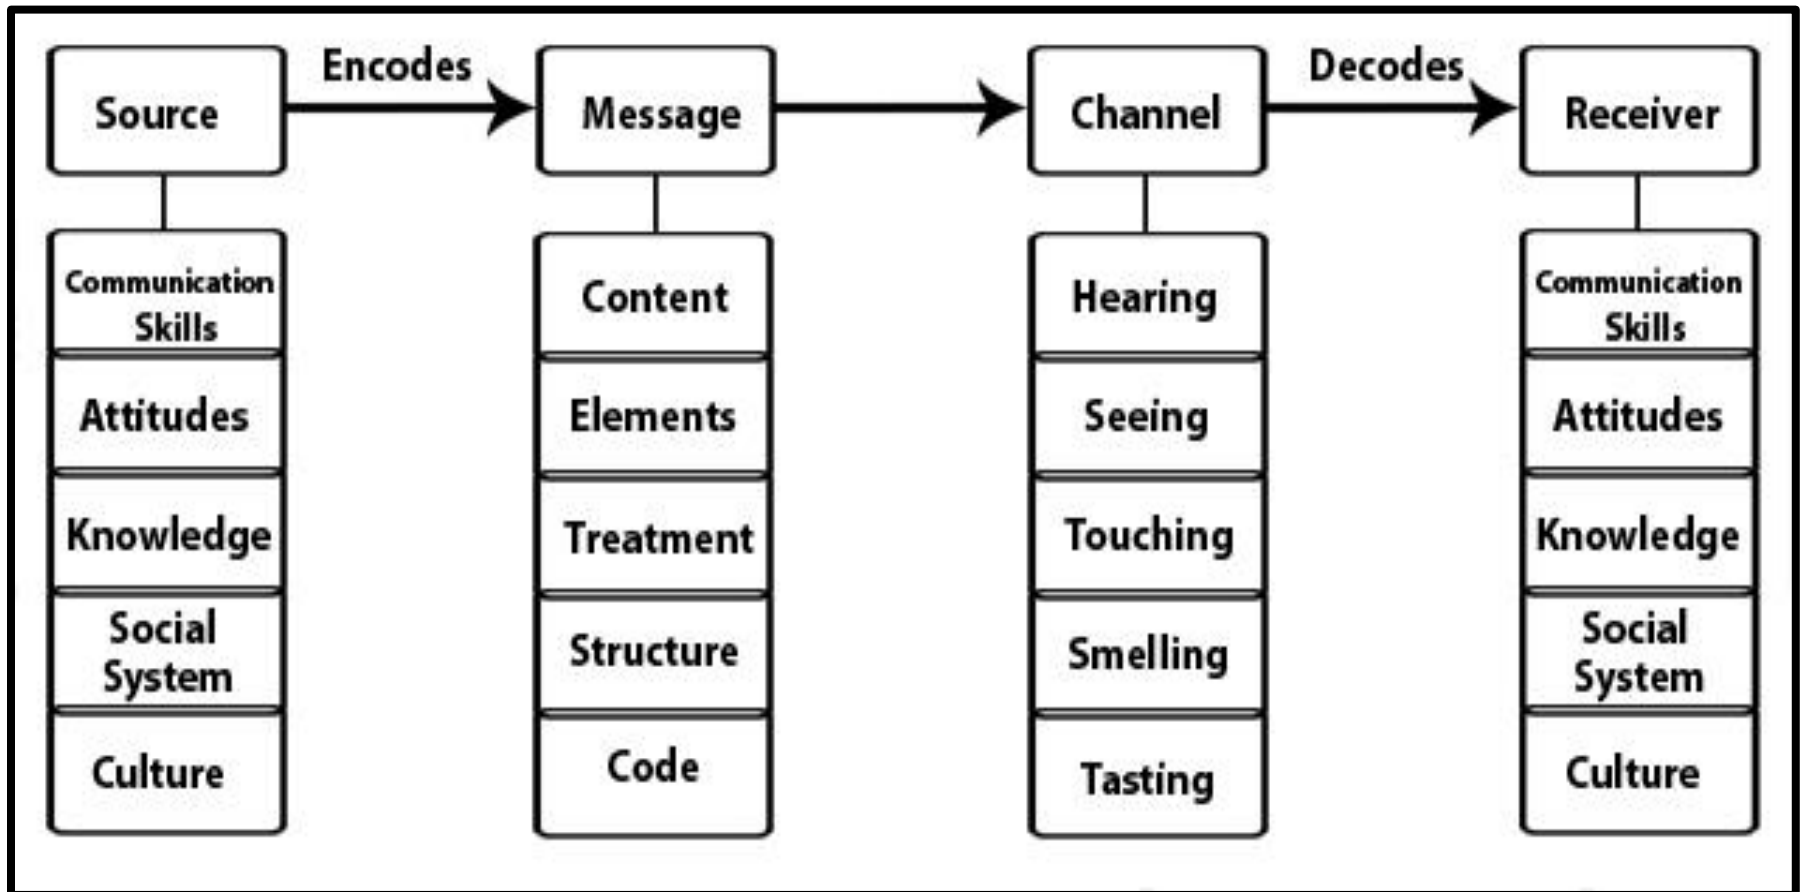 Source
Encodes
Message
Channel
Decodes
Receiver
Communication
Skills
Attitudes
Knowledge
Social
System
Culture
Content
Elements
Treatment
Structure
Code
Hearing
Seeing
Touching
Smelling
Tasting
Communication
Skills
Attitudes
Knowledge
Social
System
Culture